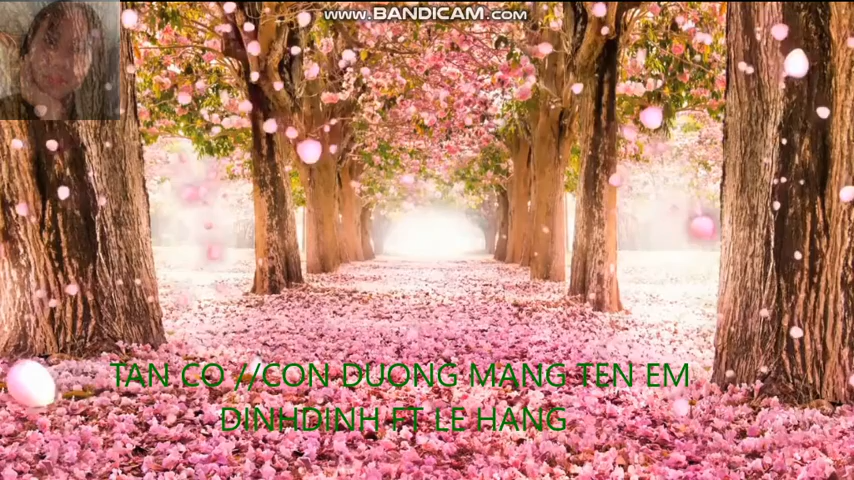 www.BANDICAM.com
TAN CO //CON DUONG MANG TEN EM
DINHDINH FT LE HANG